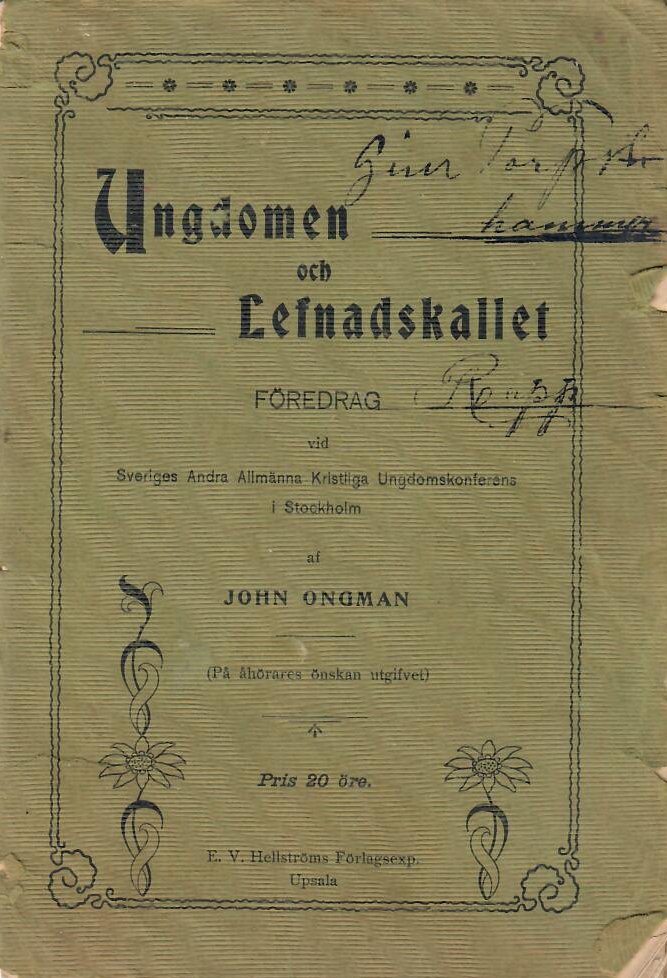 Ungdomen
hammar
och
Lefnadskallet
FÖREDRAG
vid
Sveriges Andra Allmänna Kristliga Ungdomskonferens
i Stockholm
af
JOHN ONGMAN
(På åhörares önskan utgifvet)
Pris 20 öre.
E. V. Hellströms Förlagsexp.
Upsala